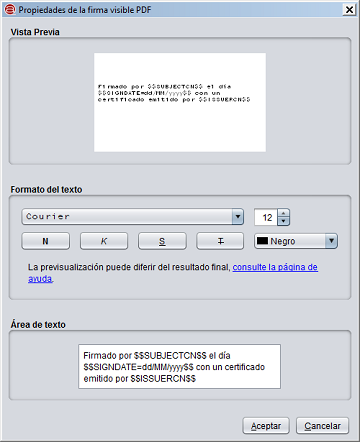 Propiedades de la firma visible PDF
Vista Previa
Firmado por $$SUBJECTCN$$ el día
$$SIGNDATE=dd/MM/yyyy$$ con un
certificado emitido por $$ISSUERCN$$
Formato del texto
Courier
12
N
K
S
T
Negro
La previsualización puede diferir del resultado final, consulte la página de
ayuda.
Área de texto
Firmado por $$SUBJECTCN$$ el día
$$SIGNDATE=dd/MM/yyyy$$ con un certificado
emitido por $$ISSUERCN$$
Aceptar
Cancelar